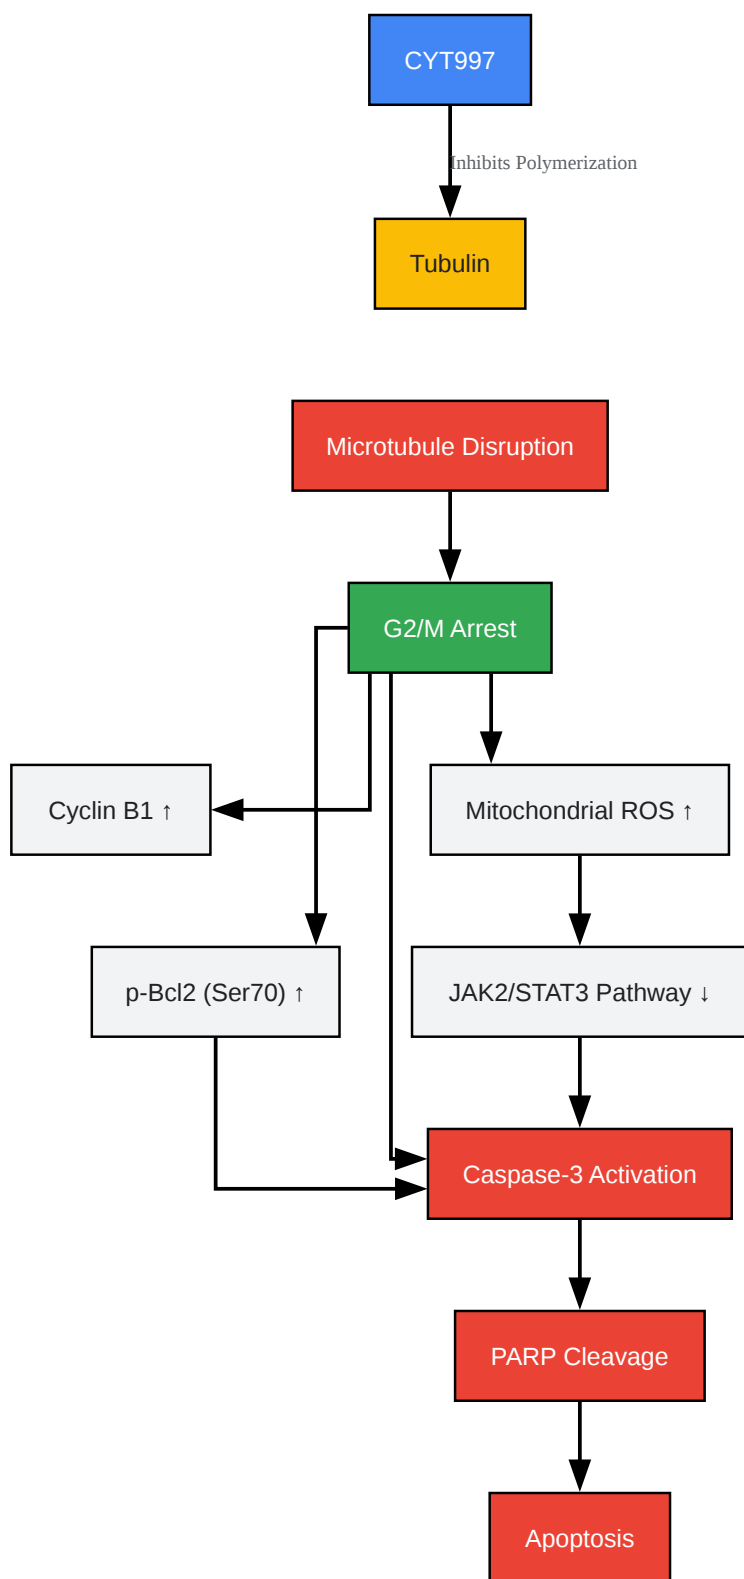 CYT997
Inhibits Polymerization
Tubulin
Microtubule Disruption
G2/M Arrest
Cyclin B1 ↑
Mitochondrial ROS ↑
p-Bcl2 (Ser70) ↑
JAK2/STAT3 Pathway ↓
Caspase-3 Activation
PARP Cleavage
Apoptosis